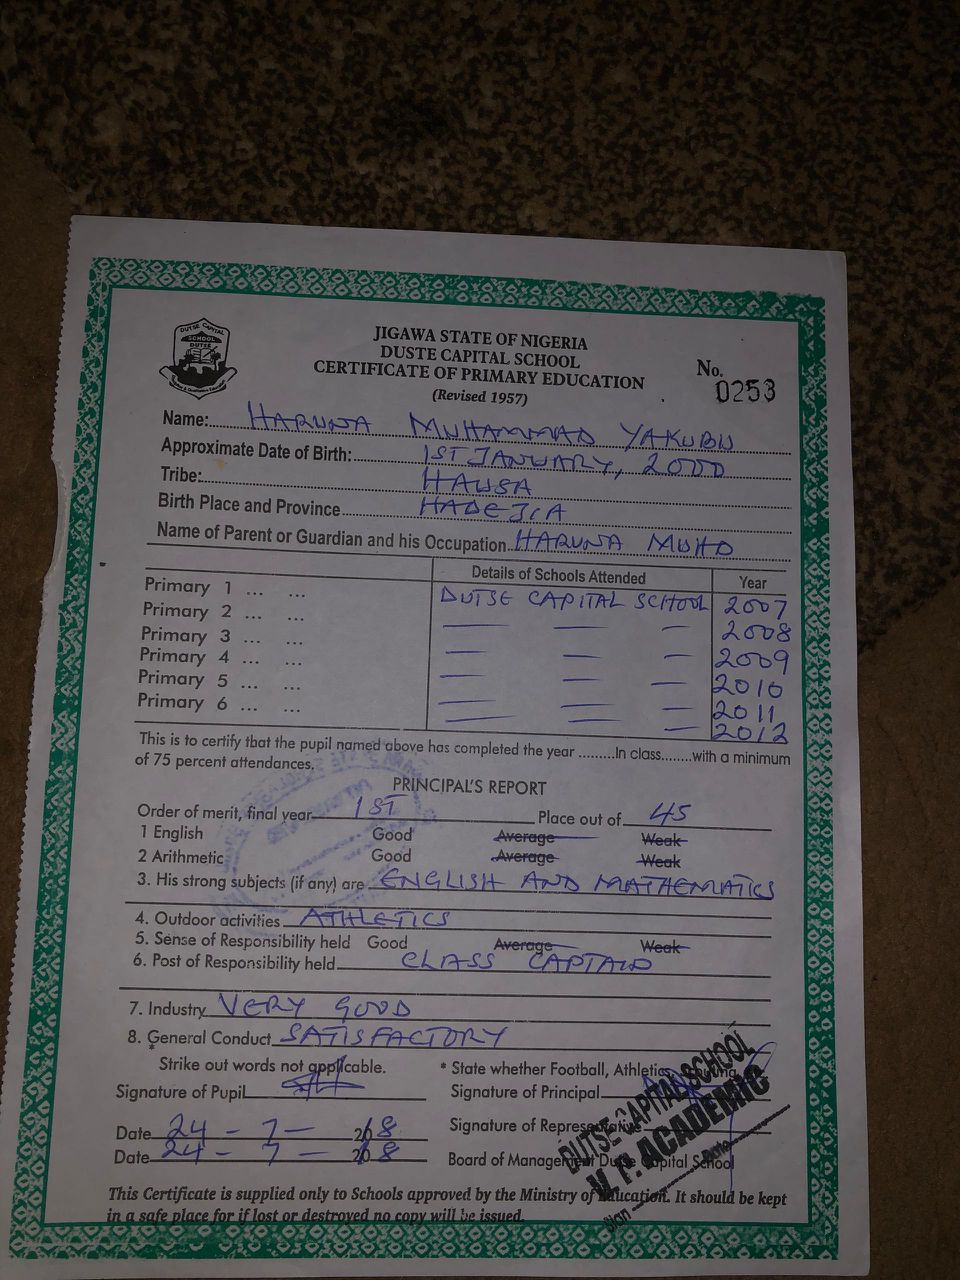 DUTSE CAPITAL
SCHOOL
DUTSE
JIGAWA STATE OF NIGERIA
DUSTE CAPITAL SCHOOL
CERTIFICATE OF PRIMARY EDUCATION
(Revised 1957)
No.
0253
Name: HARUNA MUHAMMAD YAKUBU
Approximate Date of Birth: 1ST JANUARY, 2000
Tribe: HAUSA
Birth Place and Province HADEJIA
Name of Parent or Guardian and his Occupation HARUNA MUHD
Details of Schools Attended Year
Primary 1 ... ... DUTSE CAPITAL SCHOOL 2007
Primary 2 ... ... — — — 2008
Primary 3 ... ... — — — 2009
Primary 4 ... ... — — — 2010
Primary 5 ... ... — — — 2011
Primary 6 ... ... — — — 2012
This is to certify that the pupil named above has completed the year .........In class........with a minimum
of 75 percent attendances.
PRINCIPAL'S REPORT
Order of merit, final year 1ST Place out of 45
1 English Good Average Weak
2 Arithmetic Good Average Weak
3. His strong subjects (if any) are ENGLISH AND MATHEMATICS
4. Outdoor activities ATHLETICS
5. Sense of Responsibility held Good Average Weak
6. Post of Responsibility held CLASS CAPTAIN
7. Industry VERY GOOD
8. General Conduct SATISFACTORY
Strike out words not applicable. * State whether Football, Athletics,
Signature of Pupil Signature of Principal
Signature of Representative
Date 24 - 7 - 2018
Date 24 - 7 - 2018
Board of Management Dutse Capital School
DUTSE CAPITAL SCHOOL
V. P. ACADEMIC
Sign Date
This Certificate is supplied only to Schools approved by the Ministry of Education. It should be kept
in a safe place for if lost or destroyed no copy will be issued.